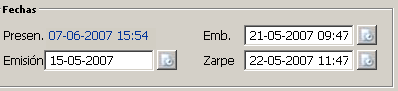 Fechas
Presen. 07-06-2007 15:54 Emb. 21-05-2007 09:47
Emisión 15-05-2007 Zarpe 22-05-2007 11:47